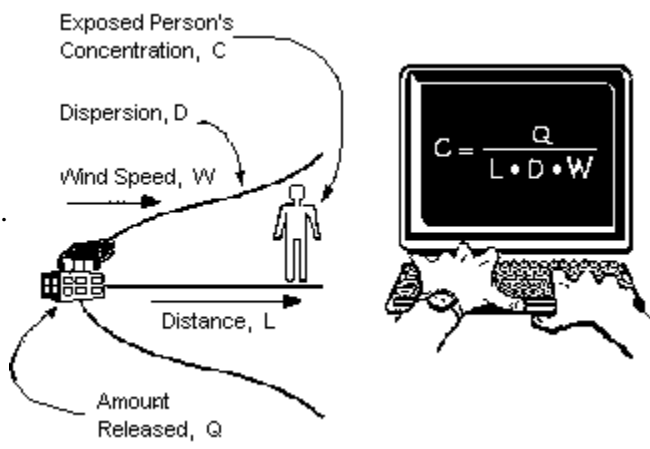 Exposed Person's
Concentration, C
Dispersion, D
Wind Speed, W
Distance, L
Amount
Released, Q
C = Q / L • D • W